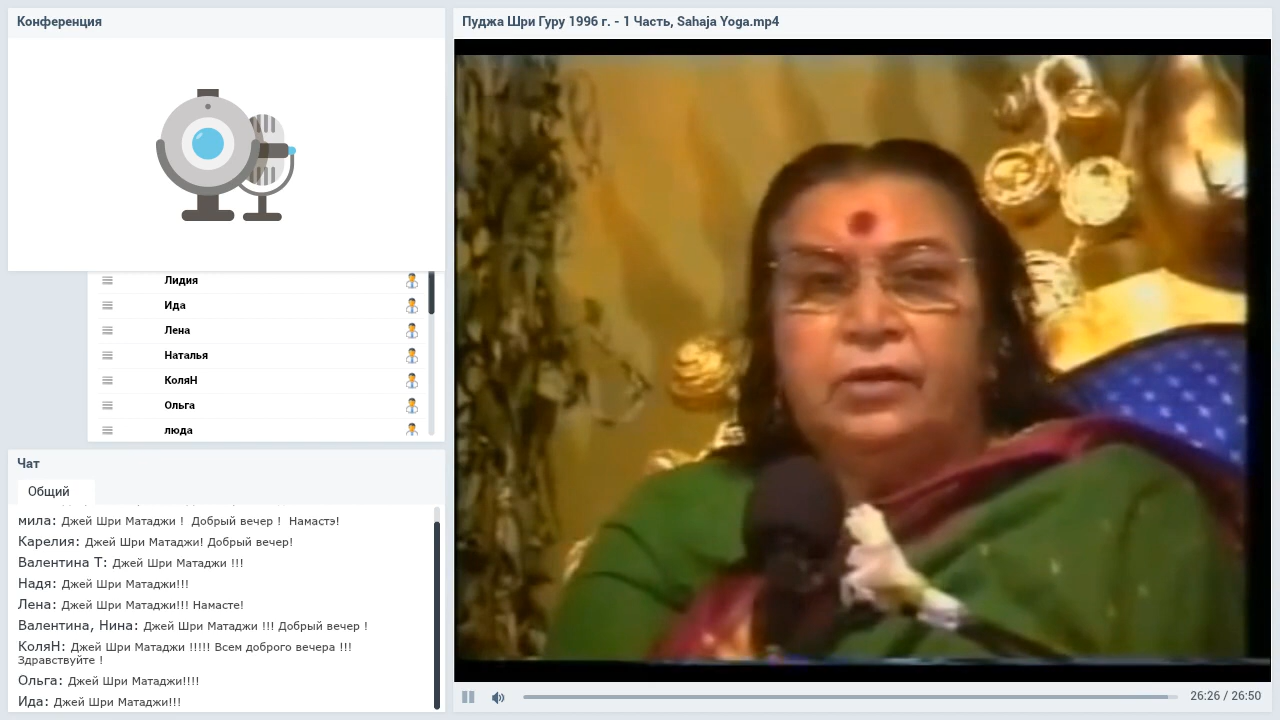 Конференция
Лидия
Ида
Лена
Наталья
КоляН
Ольга
люда
Чат
Общий
мила: Джей Шри Матаджи ! Добрый вечер ! Намастэ!
Карелия: Джей Шри Матаджи! Добрый вечер!
Валентина Т: Джей Шри Матаджи !!!
Надя: Джей Шри Матаджи!!!
Лена: Джей Шри Матаджи!!! Намасте!
Валентина, Нина: Джей Шри Матаджи !!! Добрый вечер !
КоляН: Джей Шри Матаджи !!!!! Всем доброго вечера !!!
Здравствуйте !
Ольга: Джей Шри Матаджи!!!!
Ида: Джей Шри Матаджи!!!
Пуджа Шри Гуру 1996 г. - 1 Часть, Sahaja Yoga.mp4
26:26 / 26:50